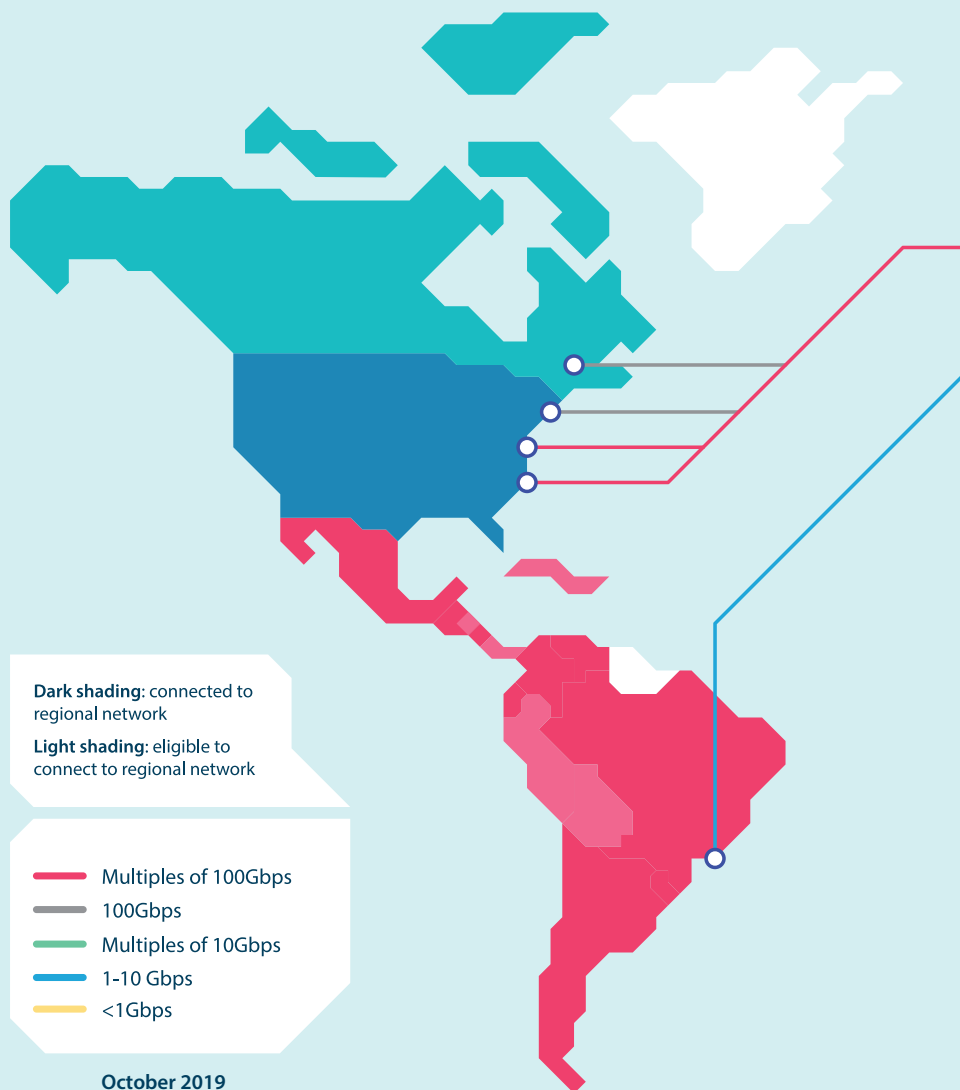 Dark shading: connected to
regional network
Light shading: eligible to
connect to regional network
Multiples of 100Gbps
100Gbps
Multiples of 10Gbps
1-10 Gbps
<1Gbps
October 2019